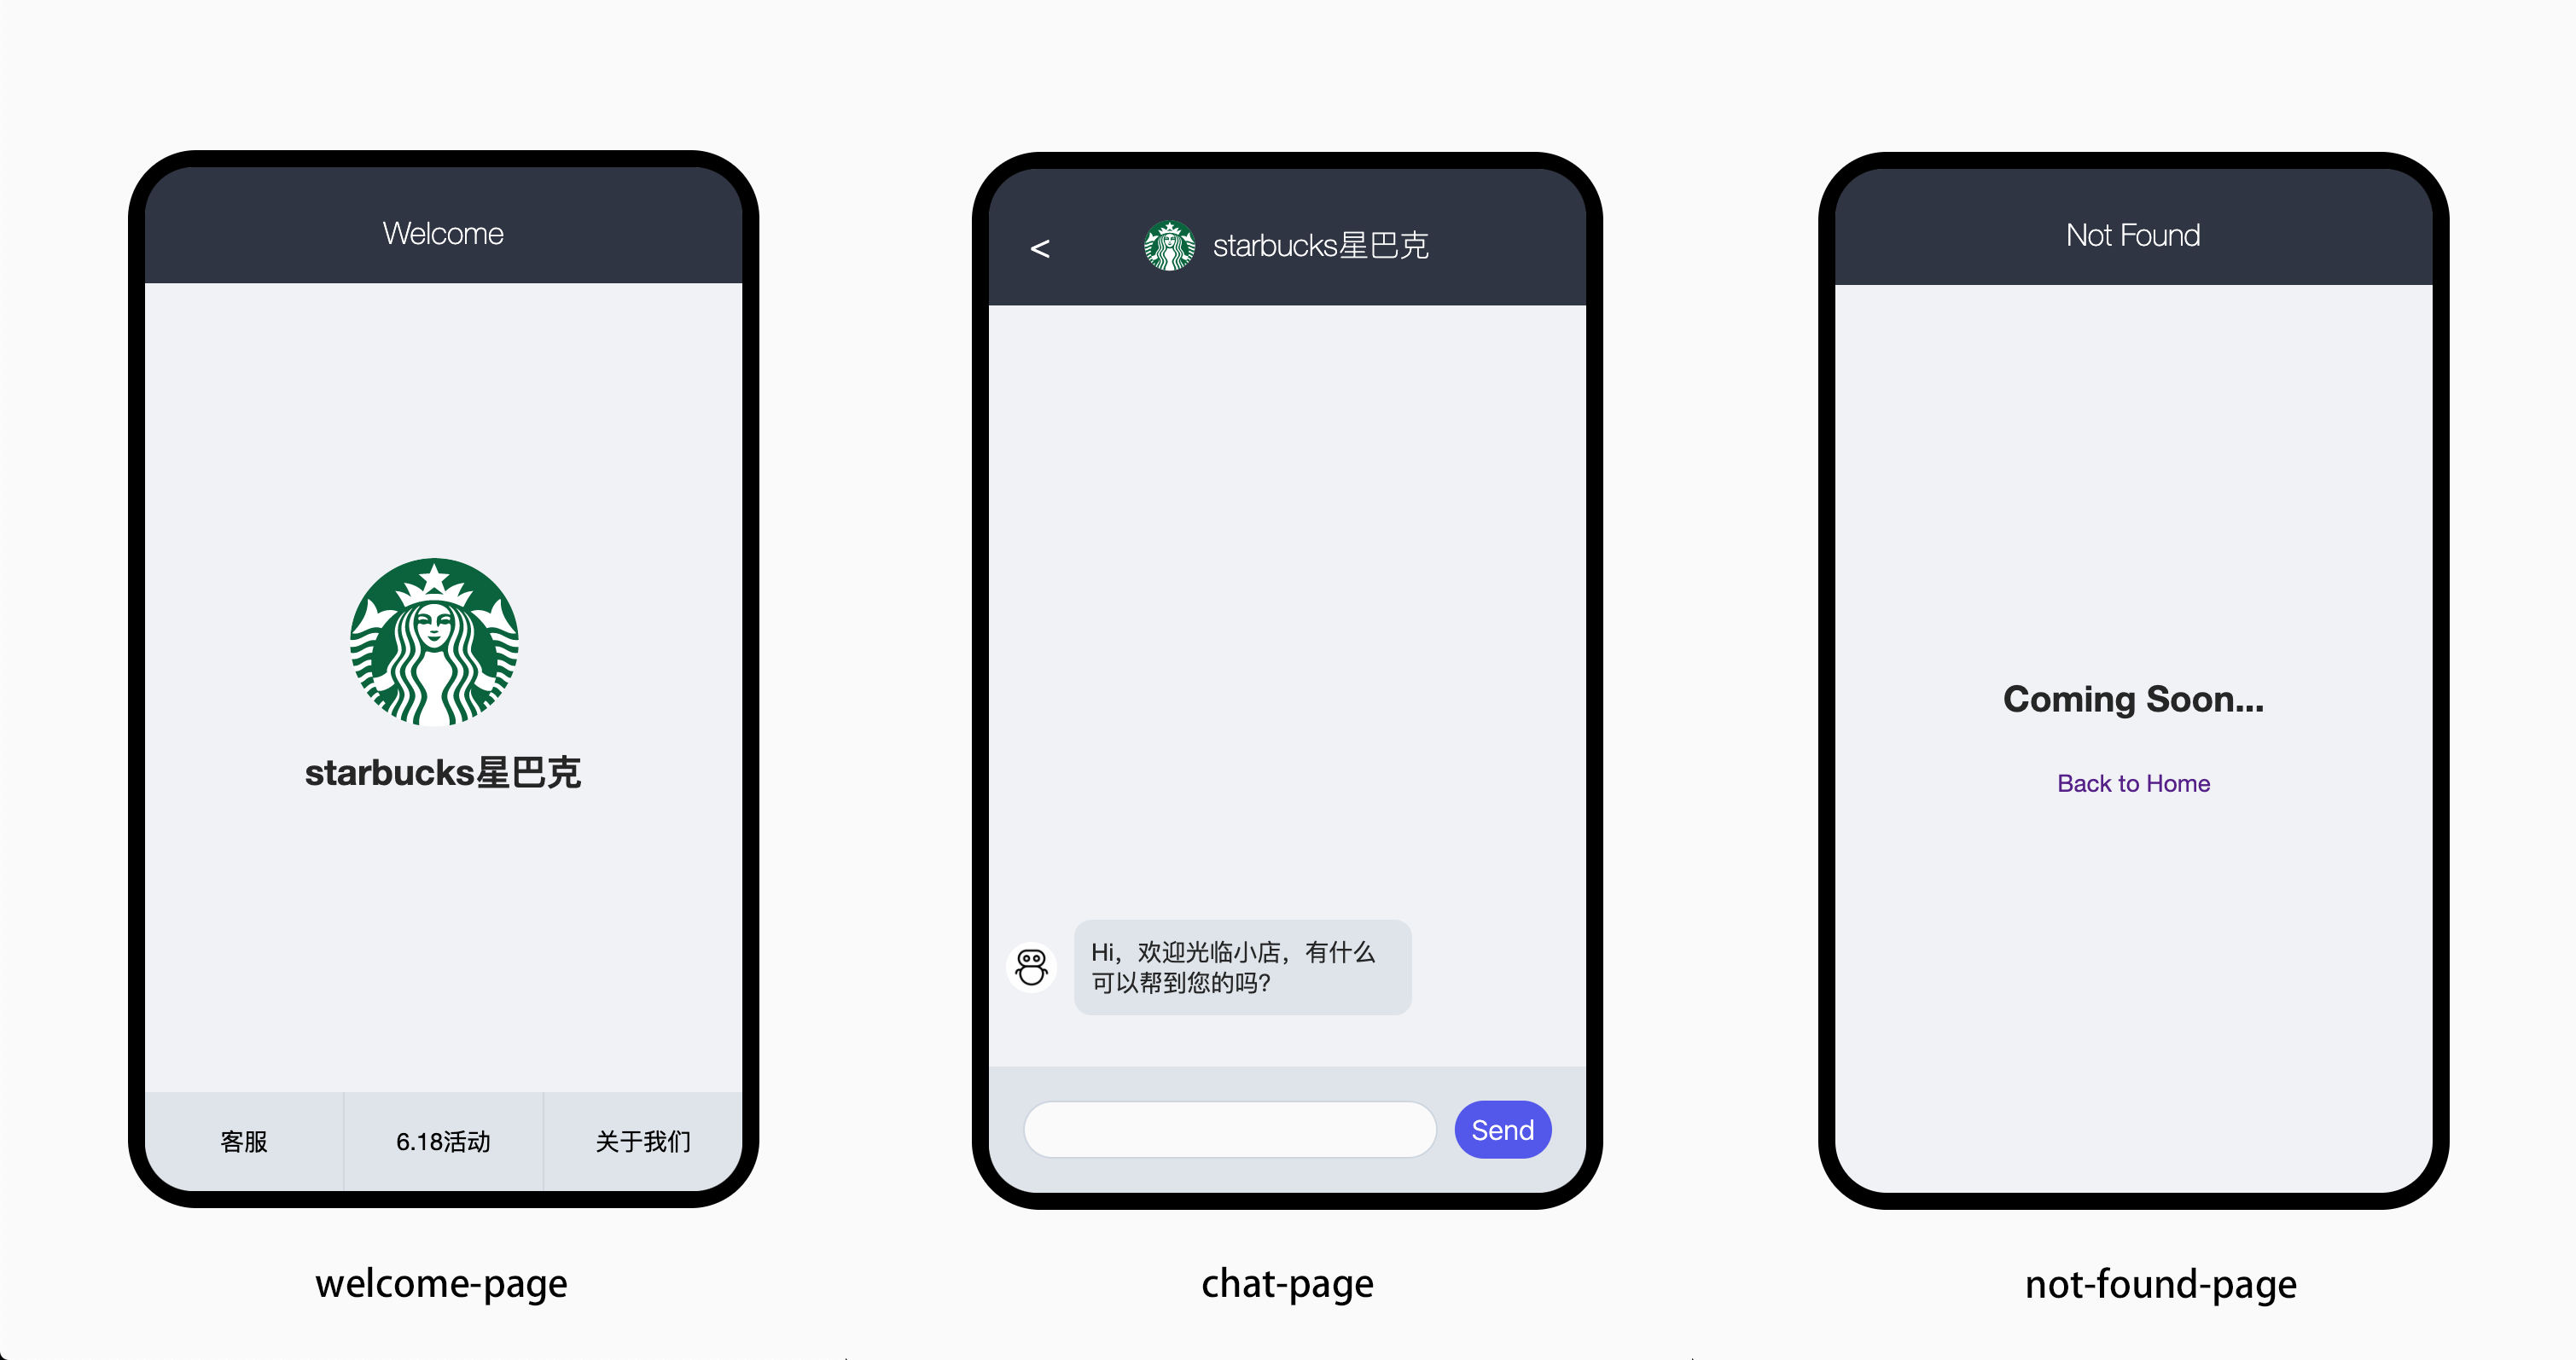 Welcome
starbucks星巴克
客服
6.18活动
关于我们
welcome-page
<
starbucks星巴克
Hi，欢迎光临小店，有什么
可以帮到您的吗?
Send
chat-page
Not Found
Coming Soon...
Back to Home
not-found-page